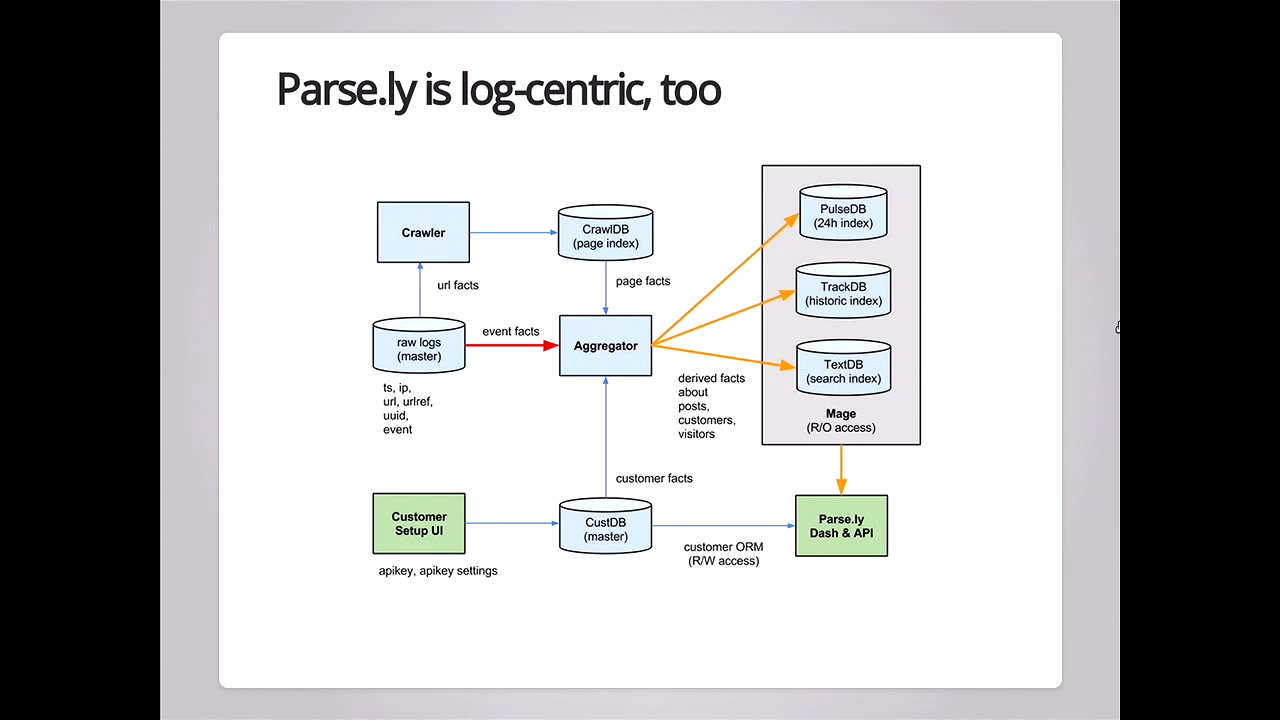 Parse.ly is log-centric, too
Crawler
CrawlDB
(page index)
PulseDB
(24h index)
url facts
page facts
TrackDB
(historic index)
raw logs
(master)
event facts
Aggregator
TextDB
(search index)
ts, ip,
url, urlref,
uuid,
event
derived facts
about
posts,
customers,
visitors
Mage
(R/O access)
customer facts
Customer
Setup UI
CustDB
(master)
Parse.ly
Dash & API
customer ORM
(R/W access)
apikey, apikey settings